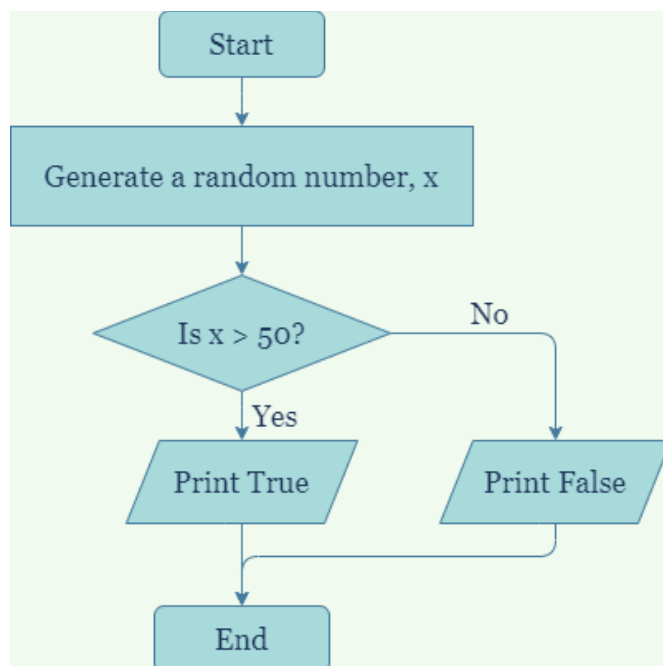 Start
Generate a random number, x
Is x > 50?
No
Yes
Print True
Print False
End